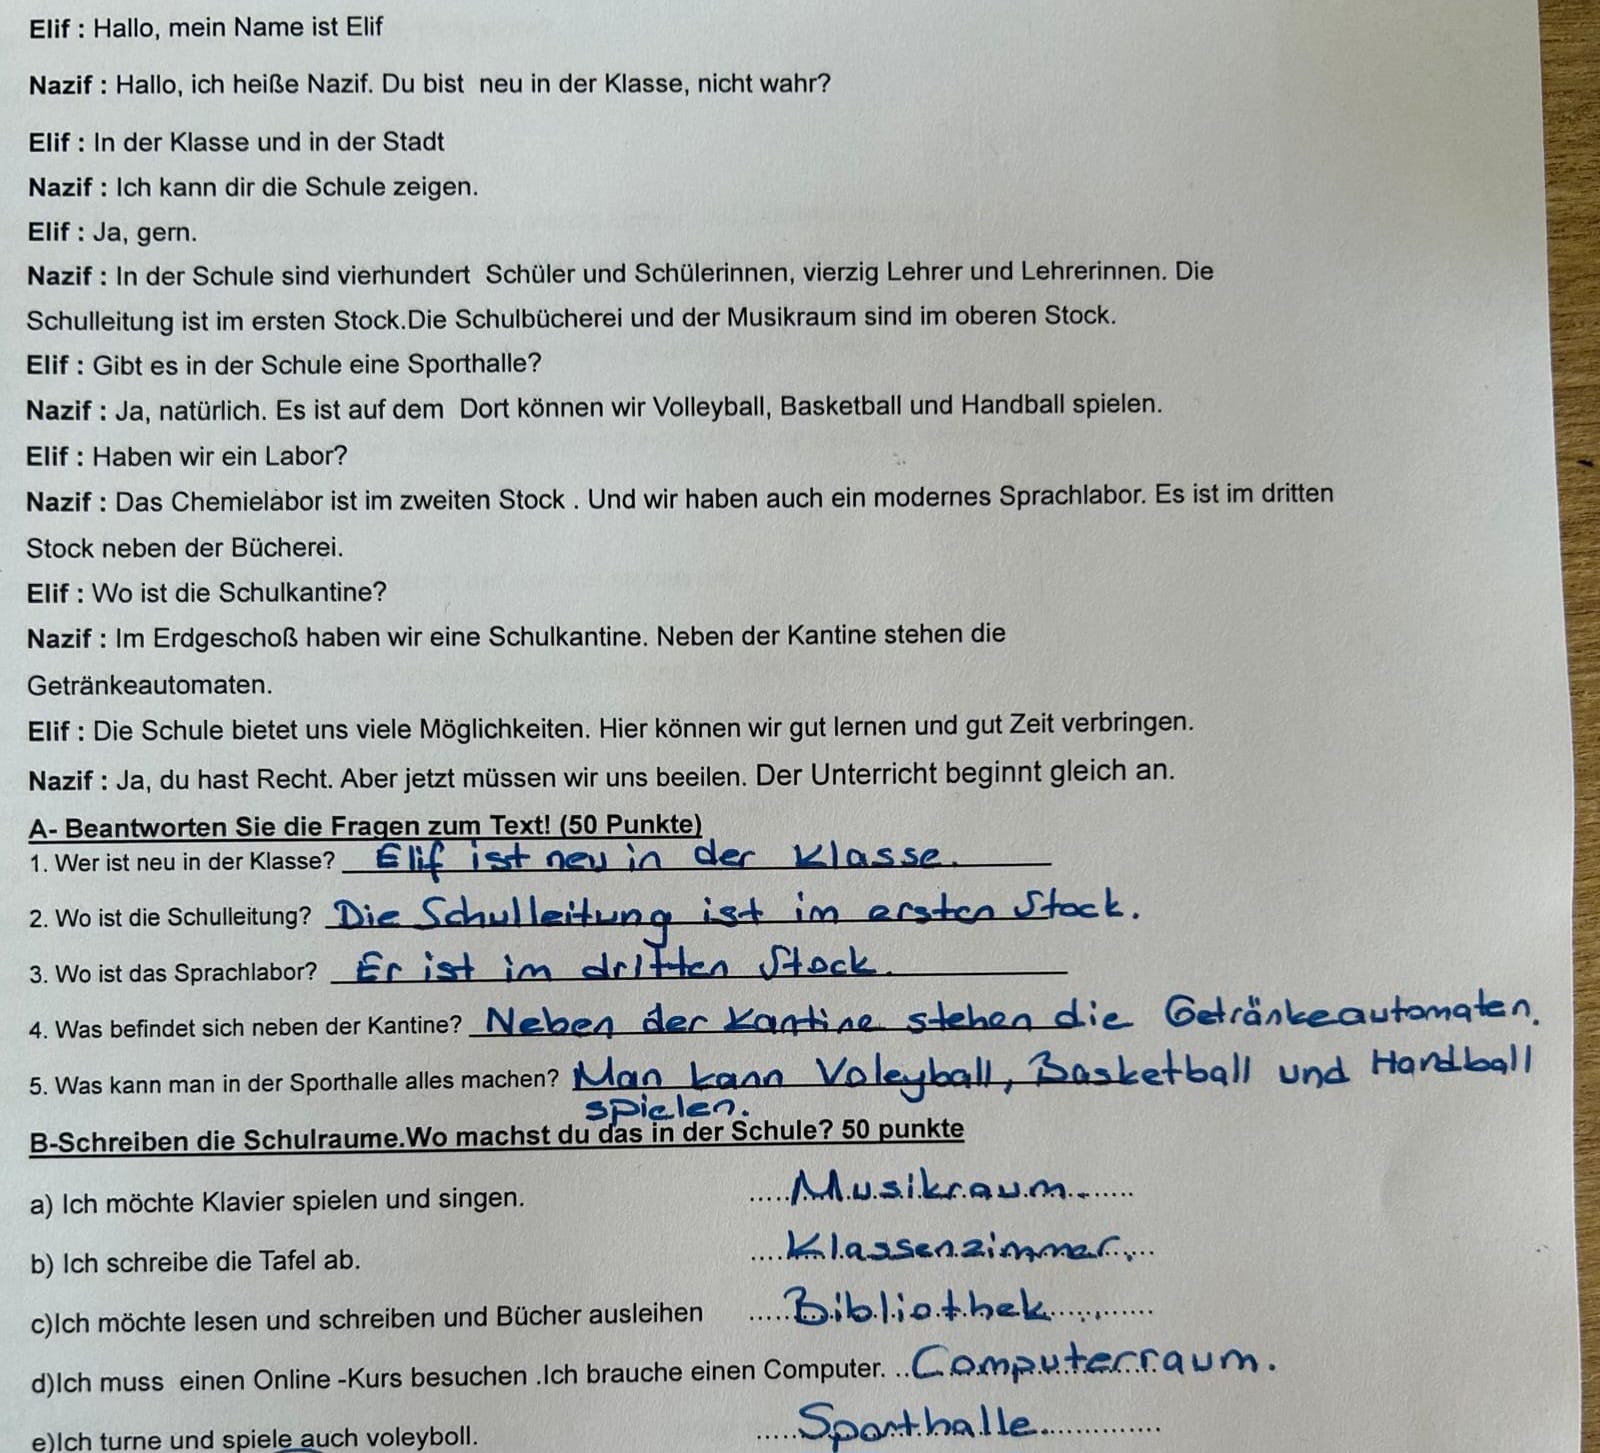 Elif : Hallo, mein Name ist Elif
Nazif : Hallo, ich heiße Nazif. Du bist neu in der Klasse, nicht wahr?
Elif : In der Klasse und in der Stadt
Nazif : Ich kann dir die Schule zeigen.
Elif : Ja, gern.
Nazif : In der Schule sind vierhundert Schüler und Schülerinnen, vierzig Lehrer und Lehrerinnen. Die
Schulleitung ist im ersten Stock.Die Schulbücherei und der Musikraum sind im oberen Stock.
Elif : Gibt es in der Schule eine Sporthalle?
Nazif : Ja, natürlich. Es ist auf dem Dort können wir Volleyball, Basketball und Handball spielen.
Elif : Haben wir ein Labor?
Nazif : Das Chemielabor ist im zweiten Stock . Und wir haben auch ein modernes Sprachlabor. Es ist im dritten
Stock neben der Bücherei.
Elif : Wo ist die Schulkantine?
Nazif : Im Erdgeschoß haben wir eine Schulkantine. Neben der Kantine stehen die
Getränkeautomaten.
Elif : Die Schule bietet uns viele Möglichkeiten. Hier können wir gut lernen und gut Zeit verbringen.
Nazif : Ja, du hast Recht. Aber jetzt müssen wir uns beeilen. Der Unterricht beginnt gleich an.
A- Beantworten Sie die Fragen zum Text! (50 Punkte)
1. Wer ist neu in der Klasse? Elif ist neu in der Klasse.
2. Wo ist die Schulleitung? Die Schulleitung ist im ersten Stock.
3. Wo ist das Sprachlabor? Er ist im dritten Stock.
4. Was befindet sich neben der Kantine? Neben der Kantine stehen die Getränkeautomaten.
5. Was kann man in der Sporthalle alles machen? Man kann Voleyball, Basketball und Handball
spielen.
B-Schreiben die Schulraume.Wo machst du das in der Schule? 50 punkte
a) Ich möchte Klavier spielen und singen. .....Musikraum.......
b) Ich schreibe die Tafel ab. ....Klassenzimmer.....
c)Ich möchte lesen und schreiben und Bücher ausleihen .....Bibliothek............
d)Ich muss einen Online -Kurs besuchen .Ich brauche einen Computer. ..Computerraum.
e)Ich turne und spiele auch voleyboll. .....Sporthalle..............